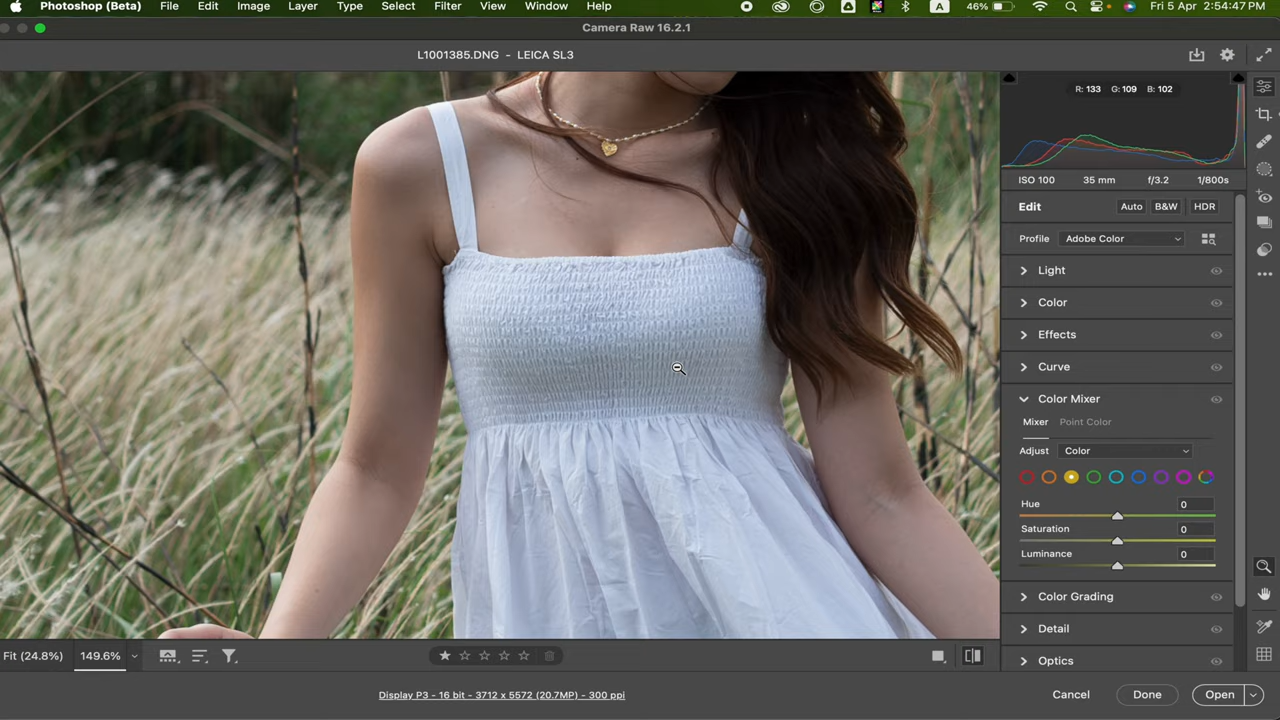 Photoshop (Beta) File Edit Image Layer Type Select Filter View Window Help A 46% Fri 5 Apr 2:54:47 PM
Camera Raw 16.2.1
L1001385.DNG - LEICA SL3
R: 133 G: 109 B: 102
ISO 100 35 mm f/3.2 1/800s
Edit Auto B&W HDR
Profile Adobe Color
Light
Color
Effects
Curve
Color Mixer
Mixer Point Color
Adjust Color
Hue 0
Saturation 0
Luminance 0
Color Grading
Detail
Optics
Fit (24.8%) 149.6%
Display P3 - 16 bit - 3712 x 5572 (20.7MP) - 300 ppi
Cancel Done Open